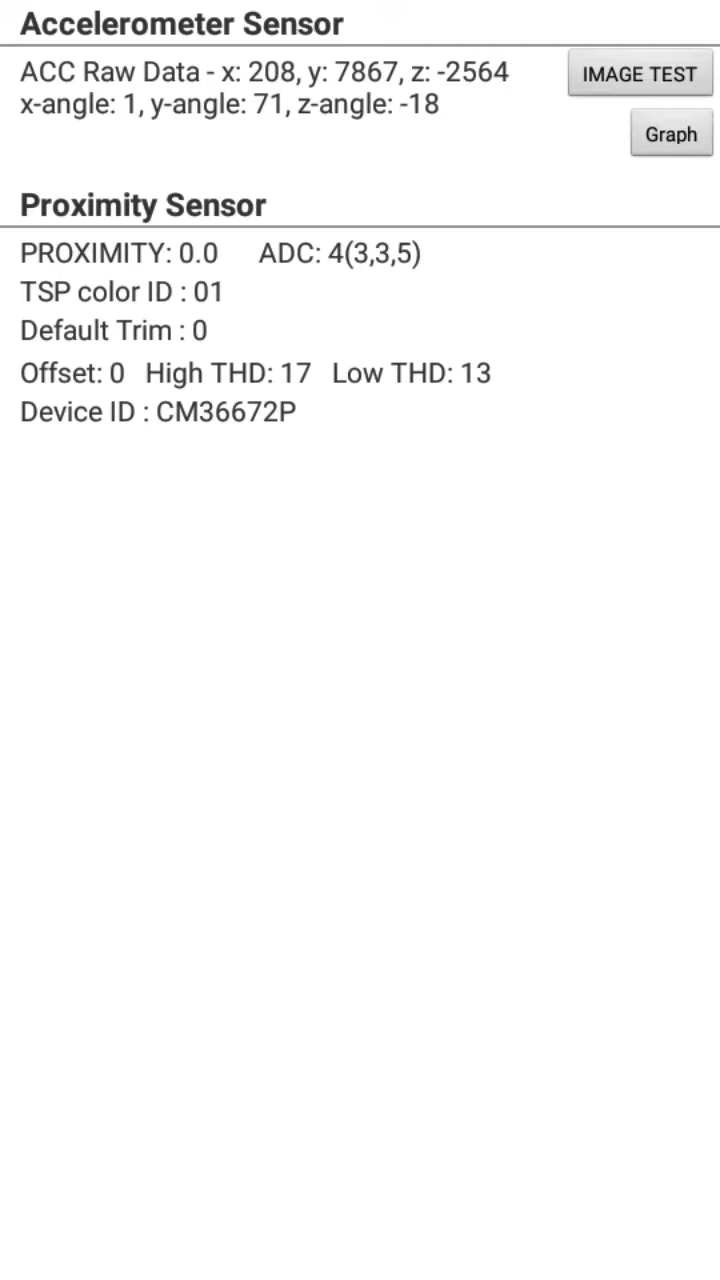 Accelerometer Sensor
ACC Raw Data - x: 208, y: 7867, z: -2564
IMAGE TEST
x-angle: 1, y-angle: 71, z-angle: -18
Graph
Proximity Sensor
PROXIMITY: 0.0 ADC: 4(3,3,5)
TSP color ID : 01
Default Trim : 0
Offset: 0 High THD: 17 Low THD: 13
Device ID : CM36672P